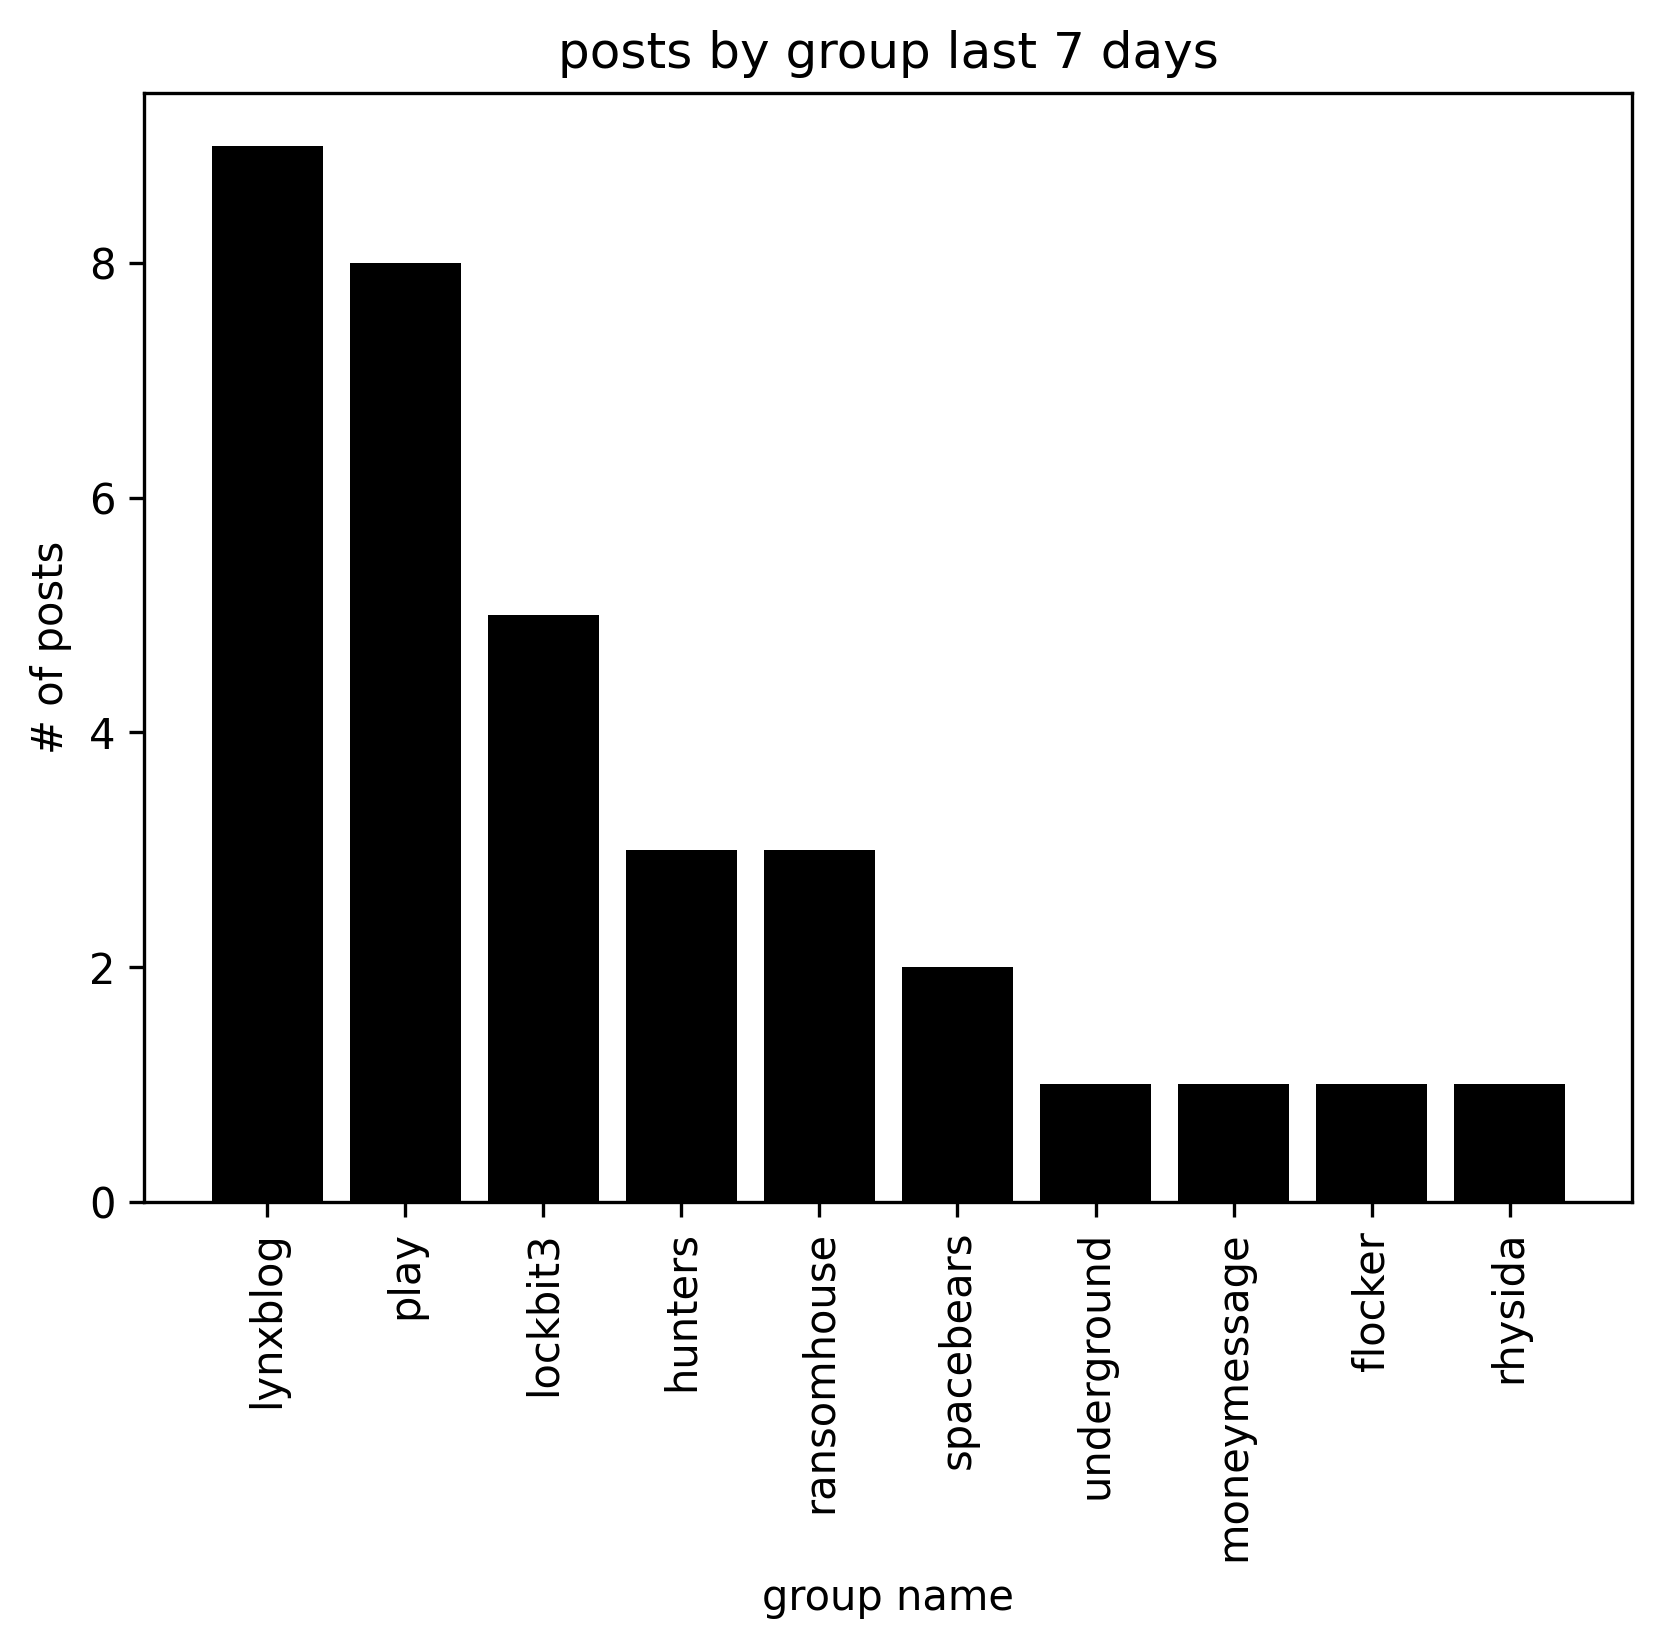 posts by group last 7 days
# of posts
8
6
4
2
0
lynxblog
play
lockbit3
hunters
ransomhouse
spacebears
underground
moneymessage
flocker
rhysida
group name